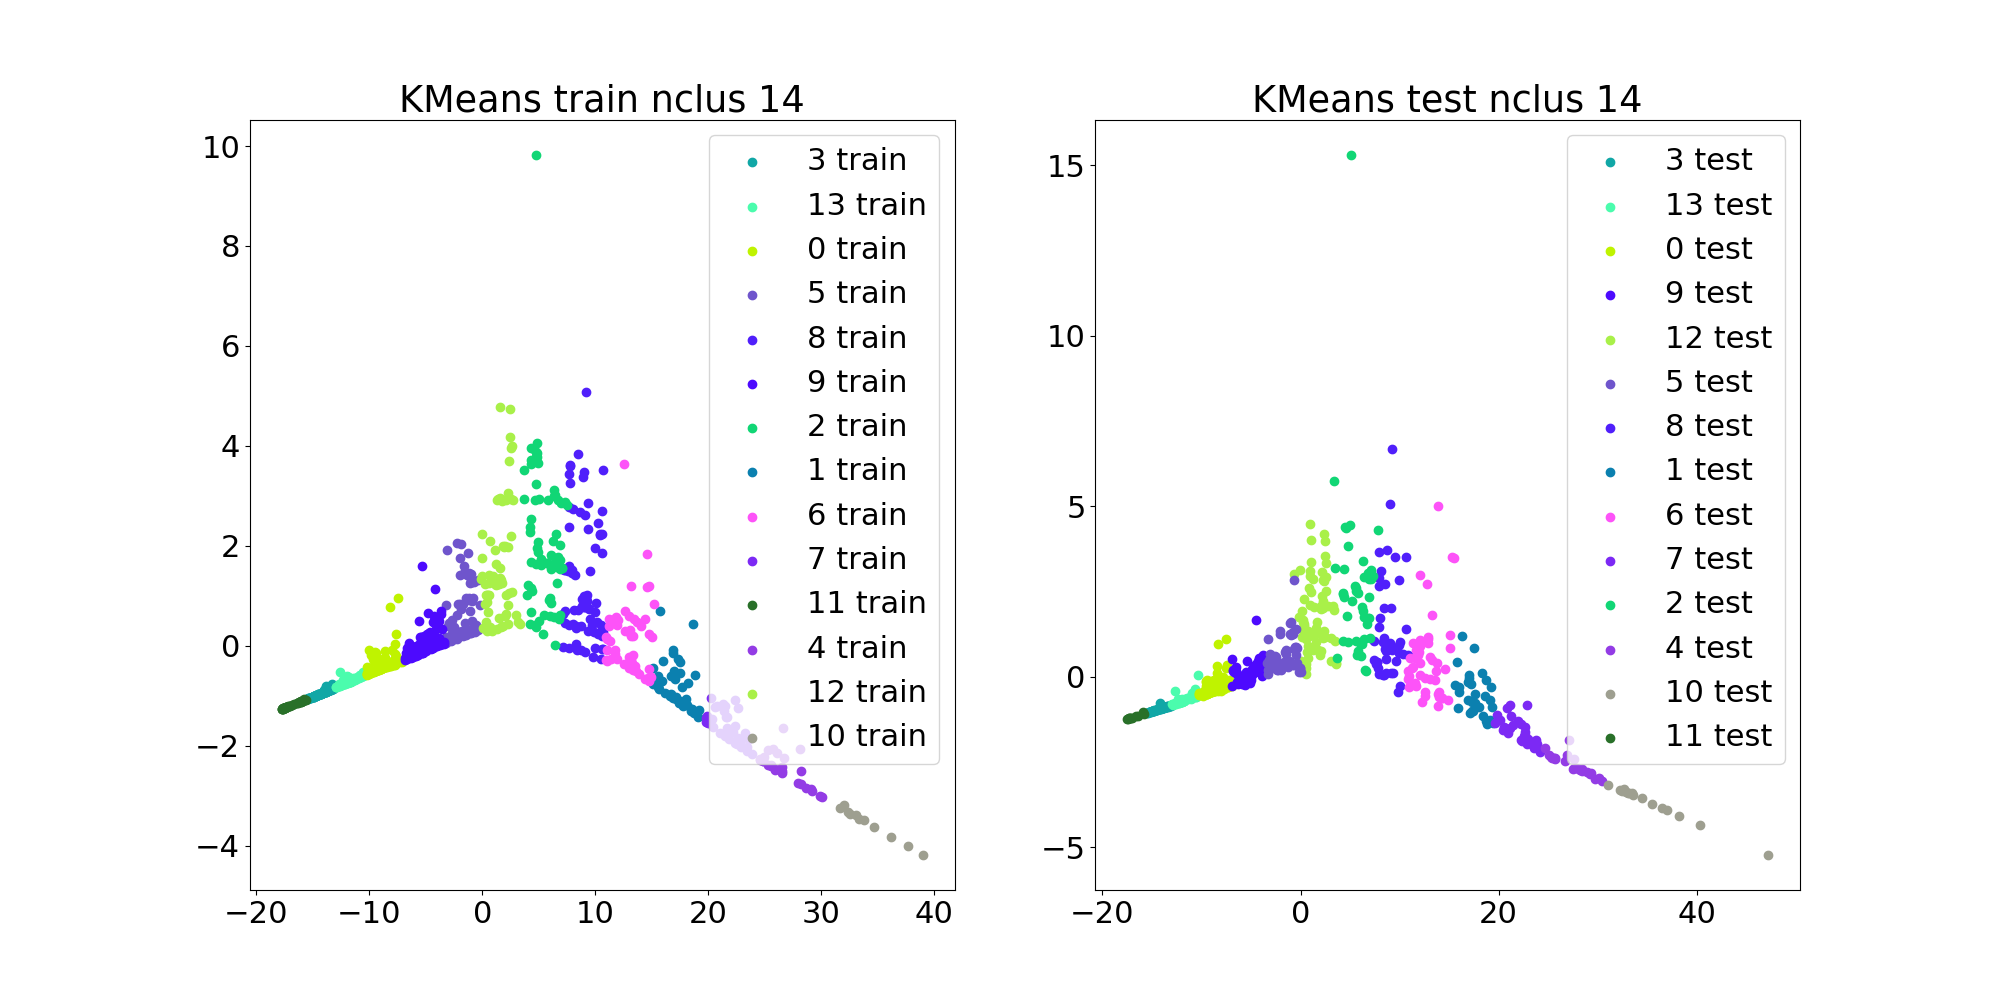 KMeans train nclus 14
10
8
6
4
2
0
−2
−4
−20
−10
0
10
20
30
40
3 train
13 train
0 train
5 train
8 train
9 train
2 train
1 train
6 train
7 train
11 train
4 train
12 train
10 train
KMeans test nclus 14
15
10
5
0
−5
−20
0
20
40
3 test
13 test
0 test
9 test
12 test
5 test
8 test
1 test
6 test
7 test
2 test
4 test
10 test
11 test